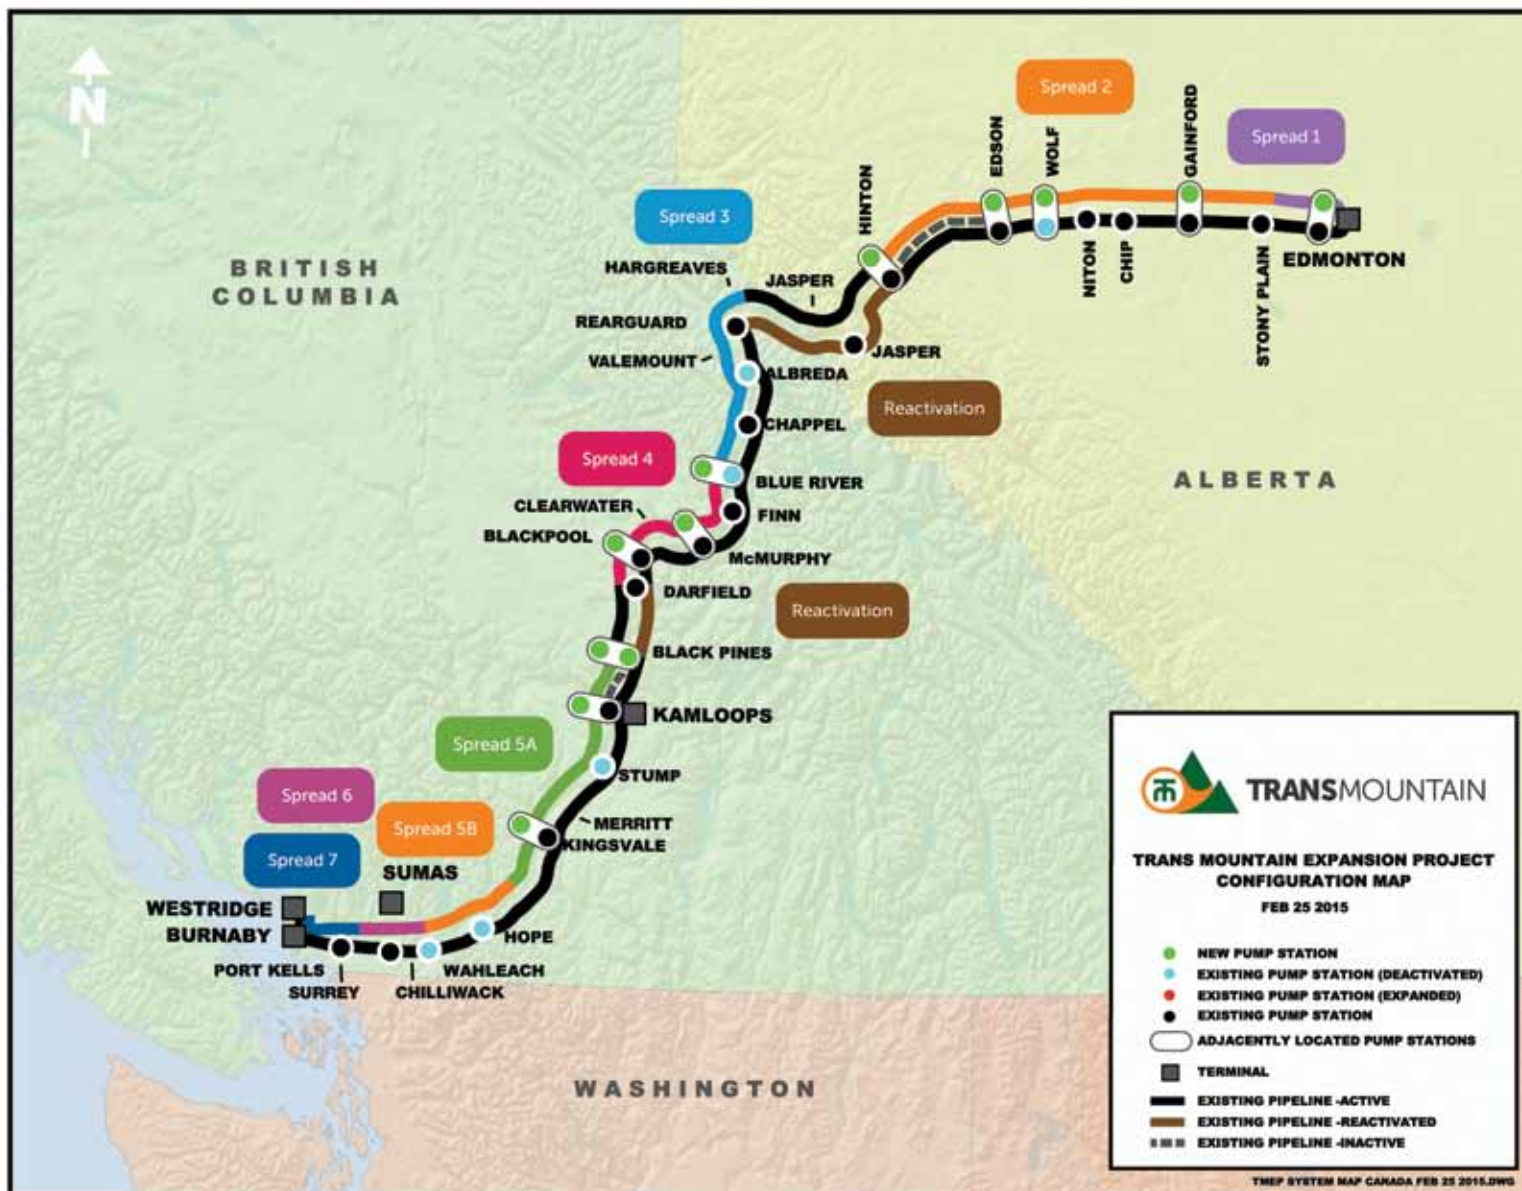 N
Spread 2
Spread 1
EDSON
WOLF
GAINFORD
HINTON
Spread 3
HARGREAVES
JASPER
NITON
CHIP
STONY PLAIN
EDMONTON
BRITISH
COLUMBIA
REARGUARD
JASPER
VALEMOUNT
ALBREDA
Reactivation
CHAPPEL
Spread 4
BLUE RIVER
ALBERTA
CLEARWATER
FINN
BLACKPOOL
McMURPHY
DARFIELD
Reactivation
BLACK PINES
KAMLOOPS
Spread 5A
STUMP
Spread 6
MERRITT
Spread 5B
KINGSVALE
Spread 7
SUMAS
WESTRIDGE
BURNABY
HOPE
PORT KELLS
WAHLEACH
SURREY
CHILLIWACK
WASHINGTON
TRANSMOUNTAIN
TRANS MOUNTAIN EXPANSION PROJECT
CONFIGURATION MAP
FEB 25 2015
NEW PUMP STATION
EXISTING PUMP STATION (DEACTIVATED)
EXISTING PUMP STATION (EXPANDED)
EXISTING PUMP STATION
ADJACENTLY LOCATED PUMP STATIONS
TERMINAL
EXISTING PIPELINE -ACTIVE
EXISTING PIPELINE -REACTIVATED
EXISTING PIPELINE -INACTIVE
TMEP SYSTEM MAP CANADA FEB 25 2015.DWG